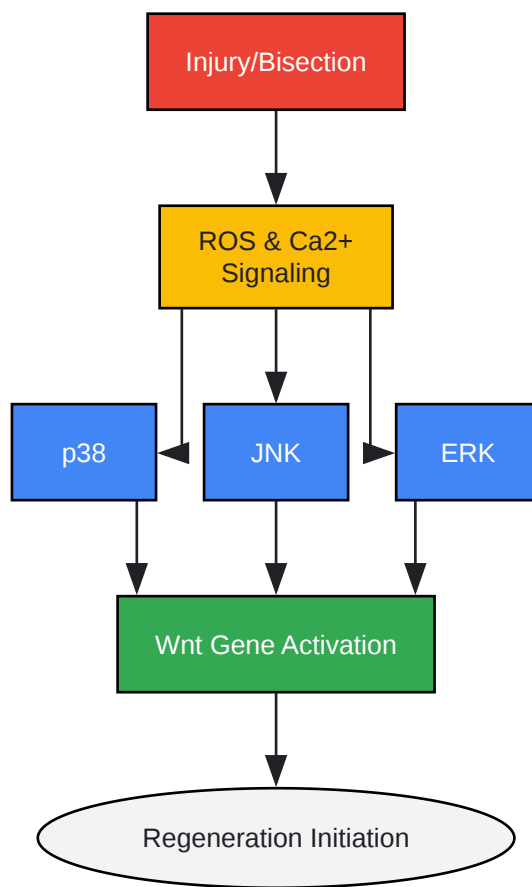 Injury/Bisection
ROS & Ca2+
Signaling
p38
JNK
ERK
Wnt Gene Activation
Regeneration Initiation